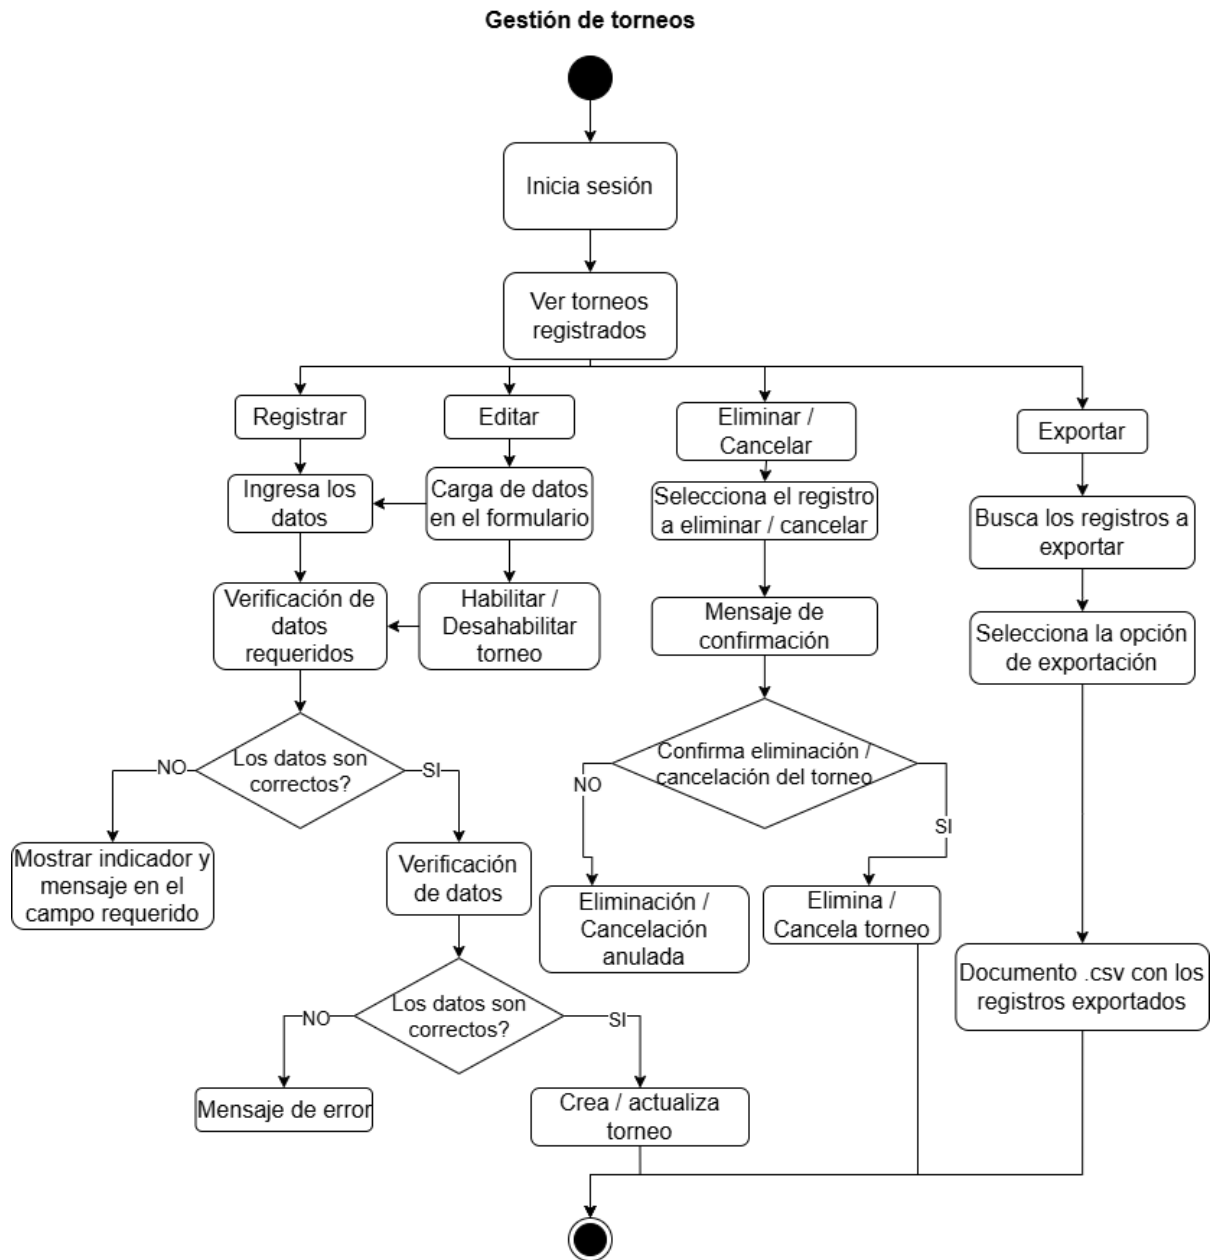 Gestión de torneos
Inicia sesión
Ver torneos
registrados
Registrar
Editar
Eliminar /
Cancelar
Exportar
Ingresa los
datos
Carga de datos
en el formulario
Selecciona el registro
a eliminar / cancelar
Busca los registros a
exportar
Verificación de
datos
requeridos
Habilitar /
Desahabilitar
torneo
Mensaje de
confirmación
Selecciona la opción
de exportación
Los datos son
correctos?
NO
SI
Confirma eliminación /
cancelación del torneo
NO
SI
Mostrar indicador y
mensaje en el
campo requerido
Verificación
de datos
Eliminación /
Cancelación
anulada
Elimina /
Cancela torneo
Documento .csv con los
registros exportados
Los datos son
correctos?
NO
SI
Mensaje de error
Crea / actualiza
torneo